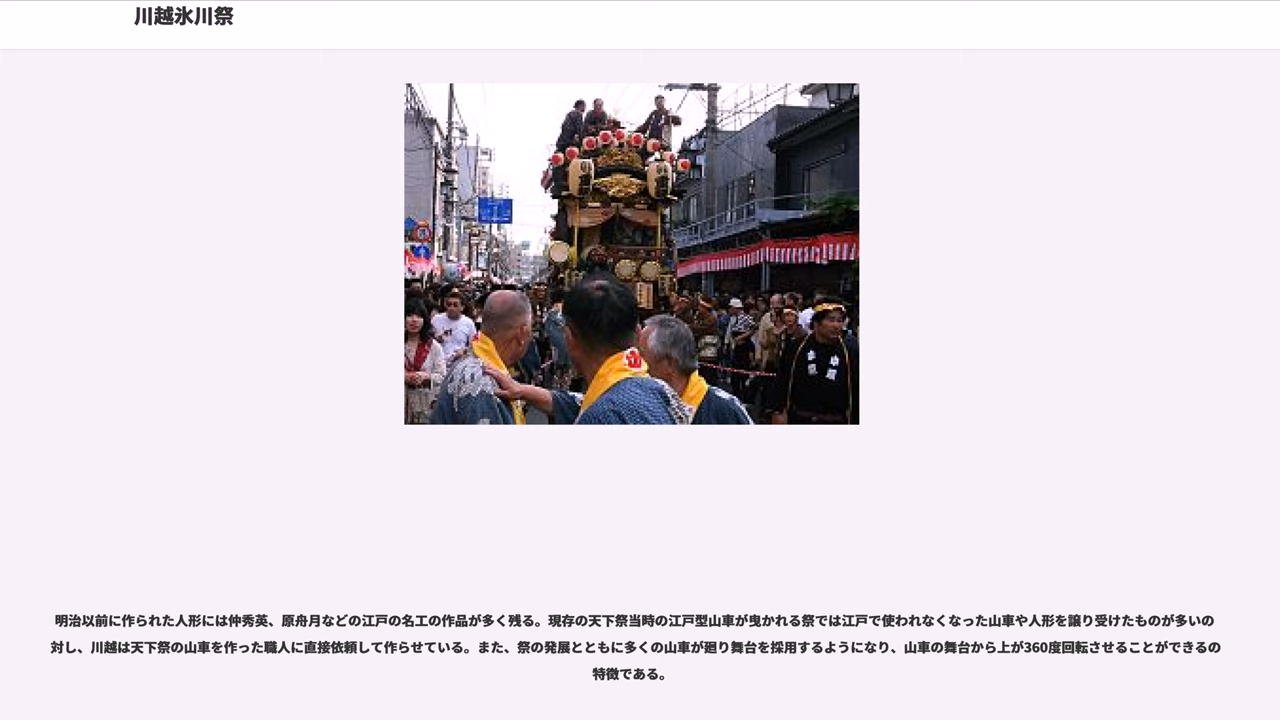 川越氷川祭
明治以前に作られた人形には仲秀英、原舟月などの江戸の名工の作品が多く残る。現存の天下祭当時の江戸型山車が曳かれる祭では江戸で使われなくなった山車や人形を譲り受けたものが多いの
対し、川越は天下祭の山車を作った職人に直接依頼して作らせている。また、祭の発展とともに多くの山車が廻り舞台を採用するようになり、山車の舞台から上が360度回転させることができるの
特徴である。